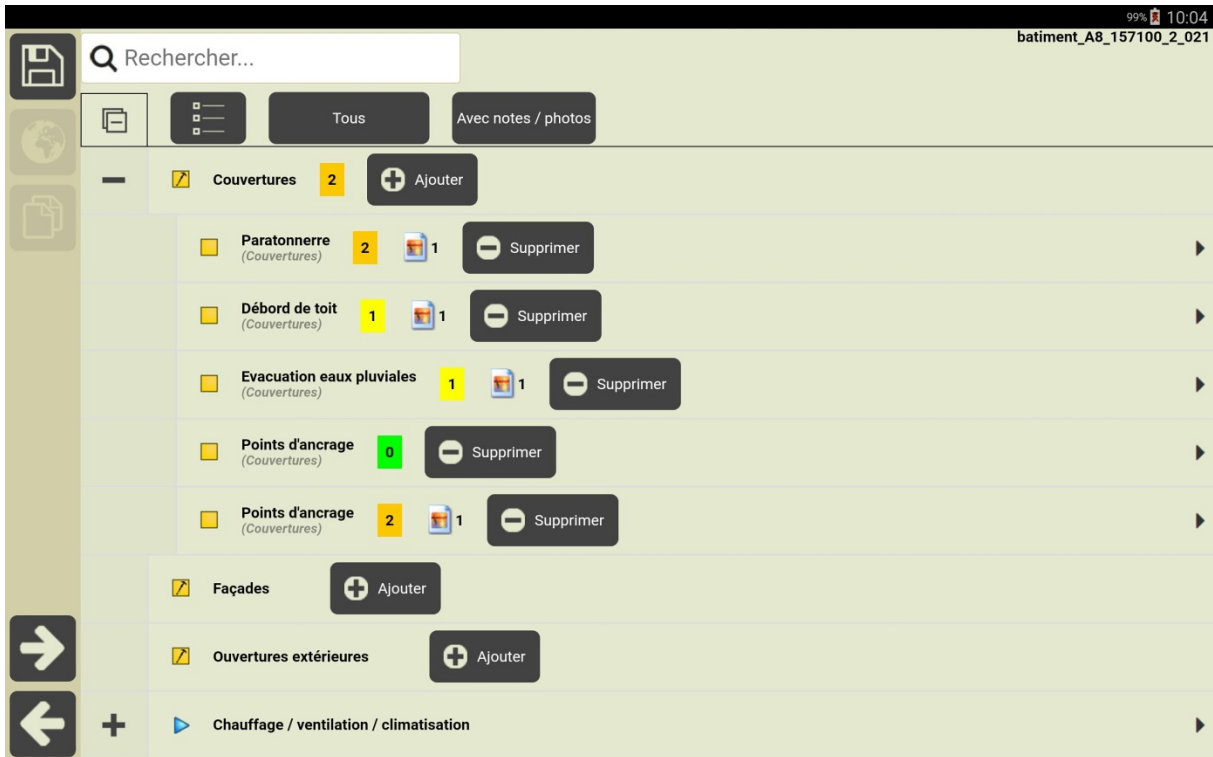 99% 10:04
batiment_A8_157100_2_021
Rechercher...
Tous Avec notes / photos
Couvertures 2 Ajouter
Paratonnerre 2 1 Supprimer
(Couvertures)
Débord de toit 1 1 Supprimer
(Couvertures)
Evacuation eaux pluviales 1 1 Supprimer
(Couvertures)
Points d'ancrage 0 Supprimer
(Couvertures)
Points d'ancrage 2 1 Supprimer
(Couvertures)
Façades Ajouter
Ouvertures extérieures Ajouter
Chauffage / ventilation / climatisation